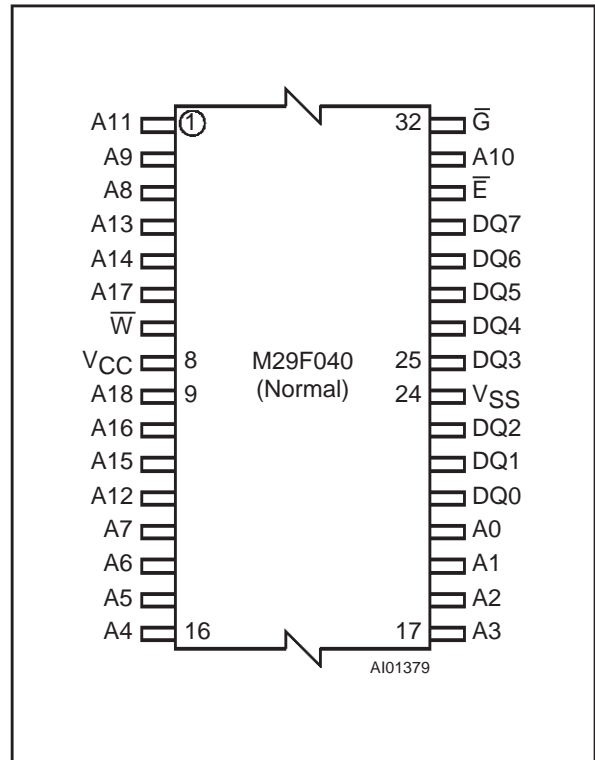 A11 1 32 G̅
A9 A10
A8 E̅
A13 DQ7
A14 DQ6
A17 DQ5
W̅ DQ4
VCC 8 M29F040 25 DQ3
A18 9 (Normal) 24 VSS
A16 DQ2
A15 DQ1
A12 DQ0
A7 A0
A6 A1
A5 A2
A4 16 17 A3
AI01379